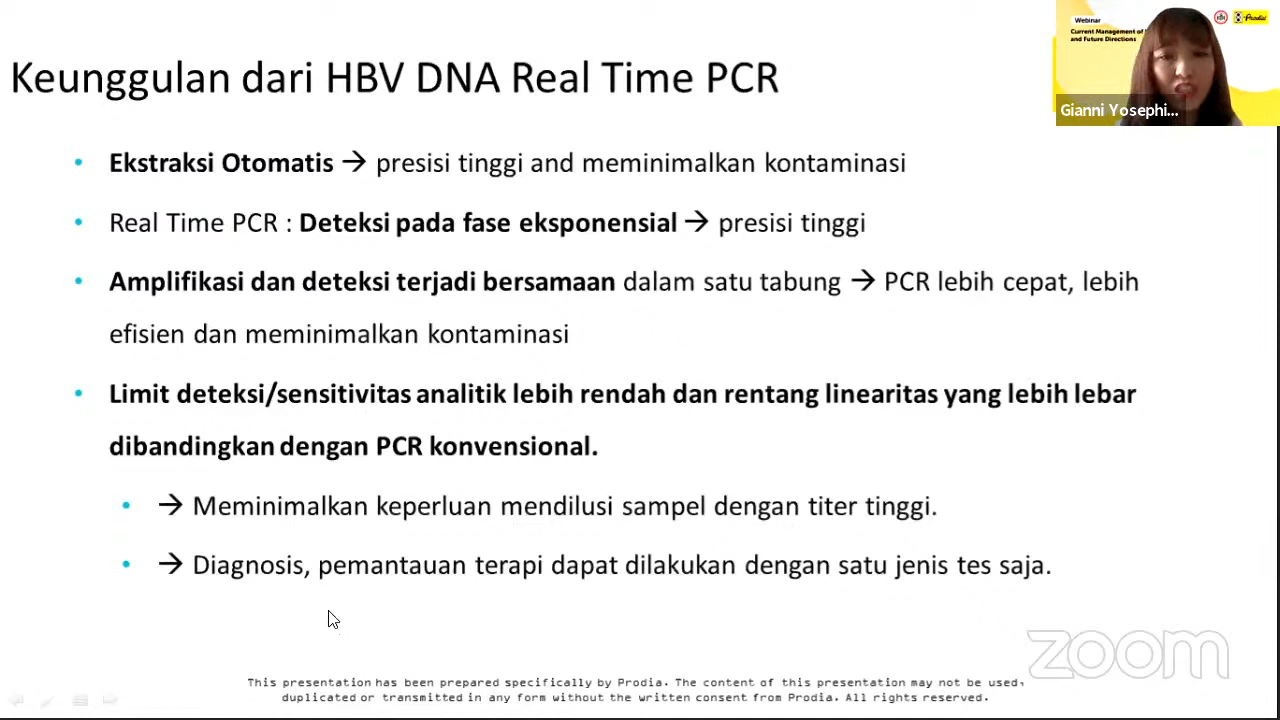 Webinar
Prodia
Current Management of
and Future Directions
Gianni Yosephi...
Keunggulan dari HBV DNA Real Time PCR
• Ekstraksi Otomatis → presisi tinggi and meminimalkan kontaminasi
• Real Time PCR : Deteksi pada fase eksponensial → presisi tinggi
• Amplifikasi dan deteksi terjadi bersamaan dalam satu tabung → PCR lebih cepat, lebih
efisien dan meminimalkan kontaminasi
• Limit deteksi/sensitivitas analitik lebih rendah dan rentang linearitas yang lebih lebar
dibandingkan dengan PCR konvensional.
• → Meminimalkan keperluan mendilusi sampel dengan titer tinggi.
• → Diagnosis, pemantauan terapi dapat dilakukan dengan satu jenis tes saja.
zoom
This presentation has been prepared specifically by Prodia. The content of this presentation may not be used,
duplicated or transmitted in any form without the written consent from Prodia. All rights reserved.